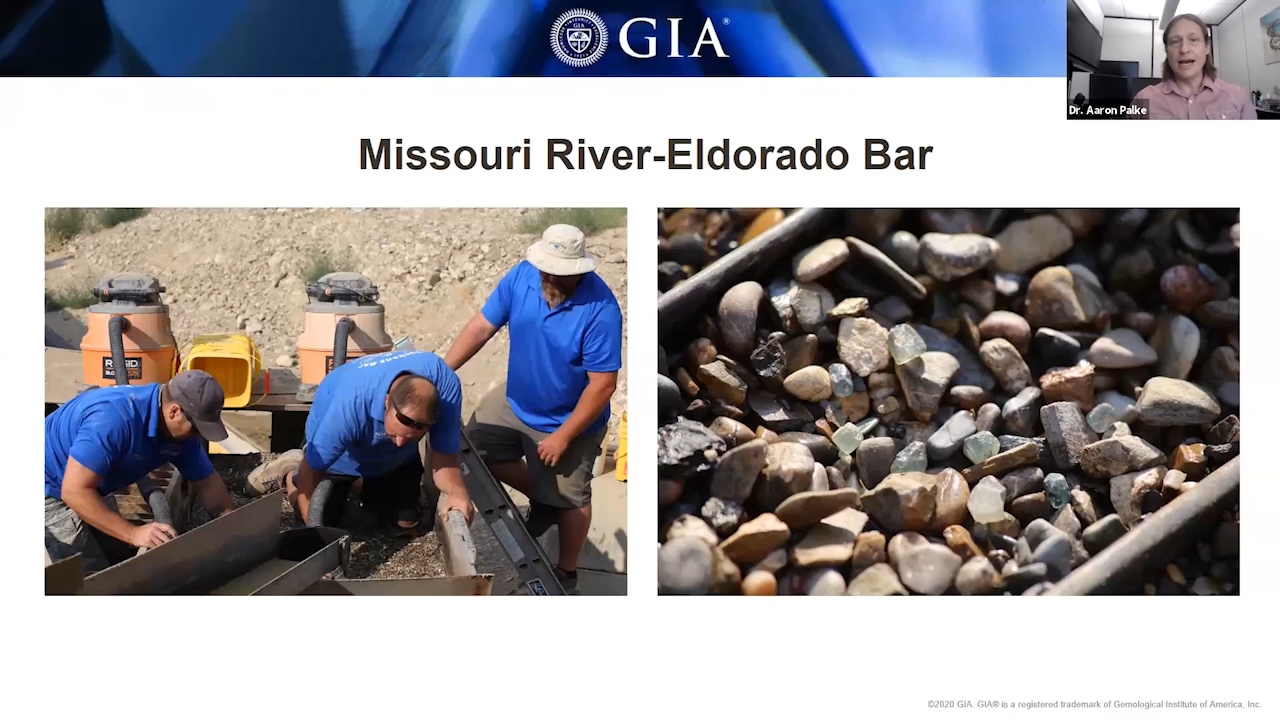 GIA®
Dr. Aaron Palke
Missouri River-Eldorado Bar
RIDGID
©2020 GIA. GIA® is a registered trademark of Gemological Institute of America, Inc.